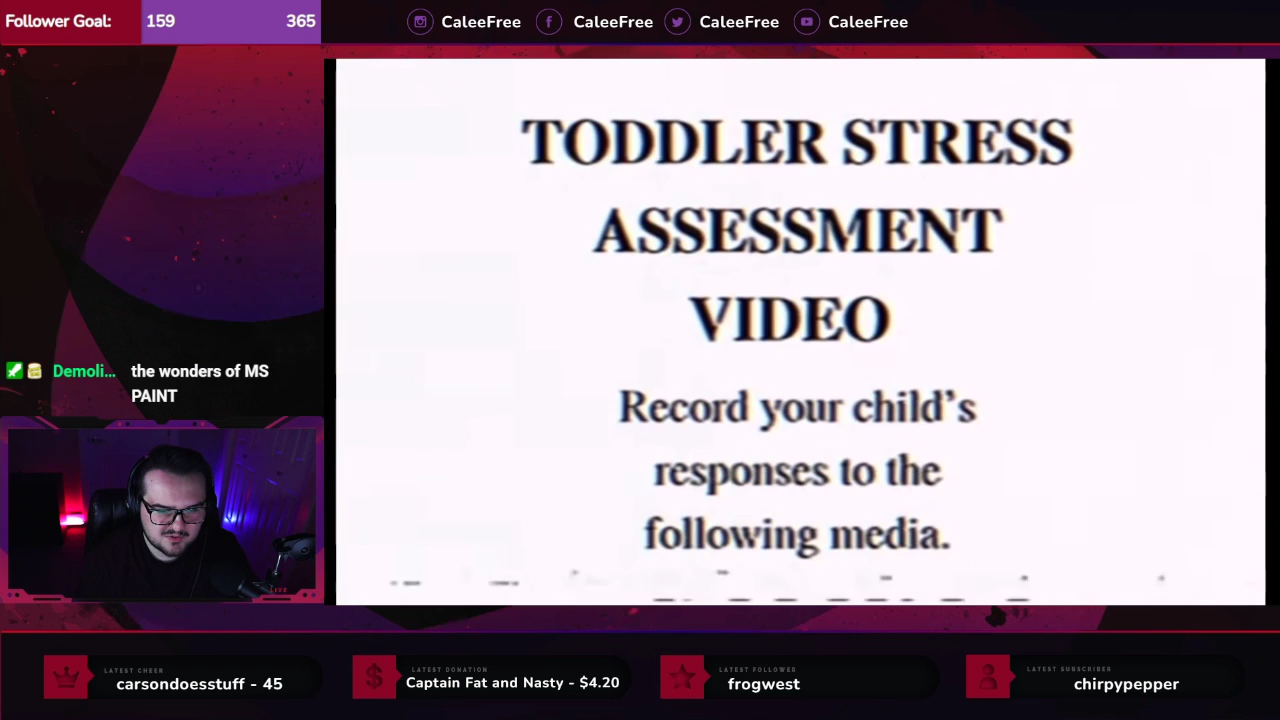 Follower Goal: 159 365
CaleeFree CaleeFree CaleeFree CaleeFree
TODDLER STRESS
ASSESSMENT
VIDEO
Record your child's
responses to the
following media.
Demoli... the wonders of MS
PAINT
LATEST CHEER
carsondoesstuff - 45
LATEST DONATION
Captain Fat and Nasty - $4.20
LATEST FOLLOWER
frogwest
LATEST SUBSCRIBER
chirpypepper